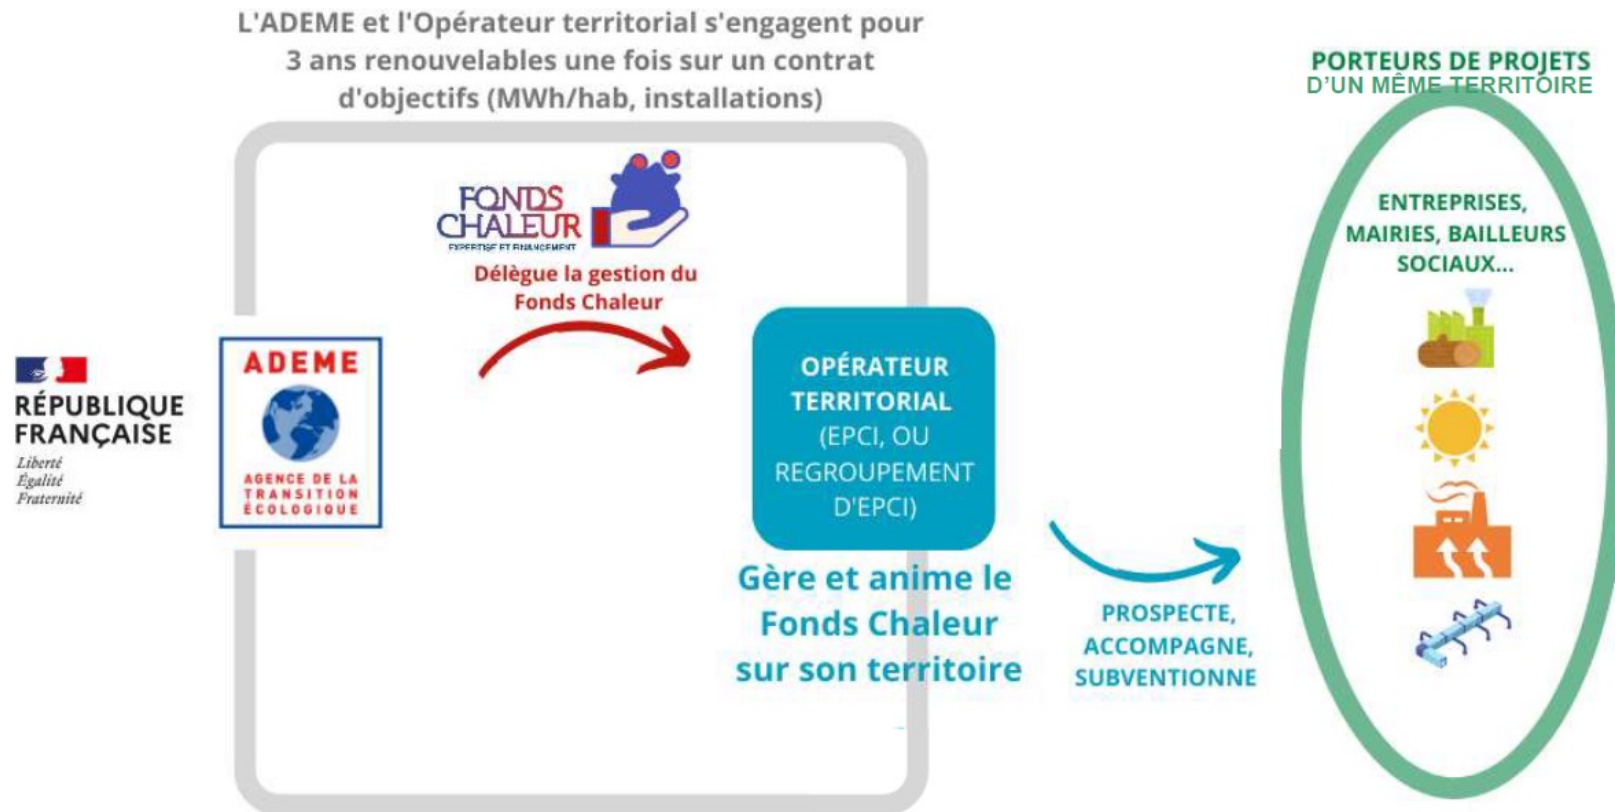 L'ADEME et l'Opérateur territorial s'engagent pour
3 ans renouvelables une fois sur un contrat
d'objectifs (MWh/hab, installations)
PORTEURS DE PROJETS
D'UN MÊME TERRITOIRE
FONDS
CHALEUR
EXPERTISE ET FINANCEMENT
Délègue la gestion du
Fonds Chaleur
ENTREPRISES,
MAIRIES, BAILLEURS
SOCIAUX...
RÉPUBLIQUE
FRANÇAISE
Liberté
Égalité
Fraternité
ADEME
AGENCE DE LA
TRANSITION
ÉCOLOGIQUE
OPÉRATEUR
TERRITORIAL
(EPCI, OU
REGROUPEMENT
D'EPCI)
Gère et anime le
Fonds Chaleur
sur son territoire
PROSPECTE,
ACCOMPAGNE,
SUBVENTIONNE